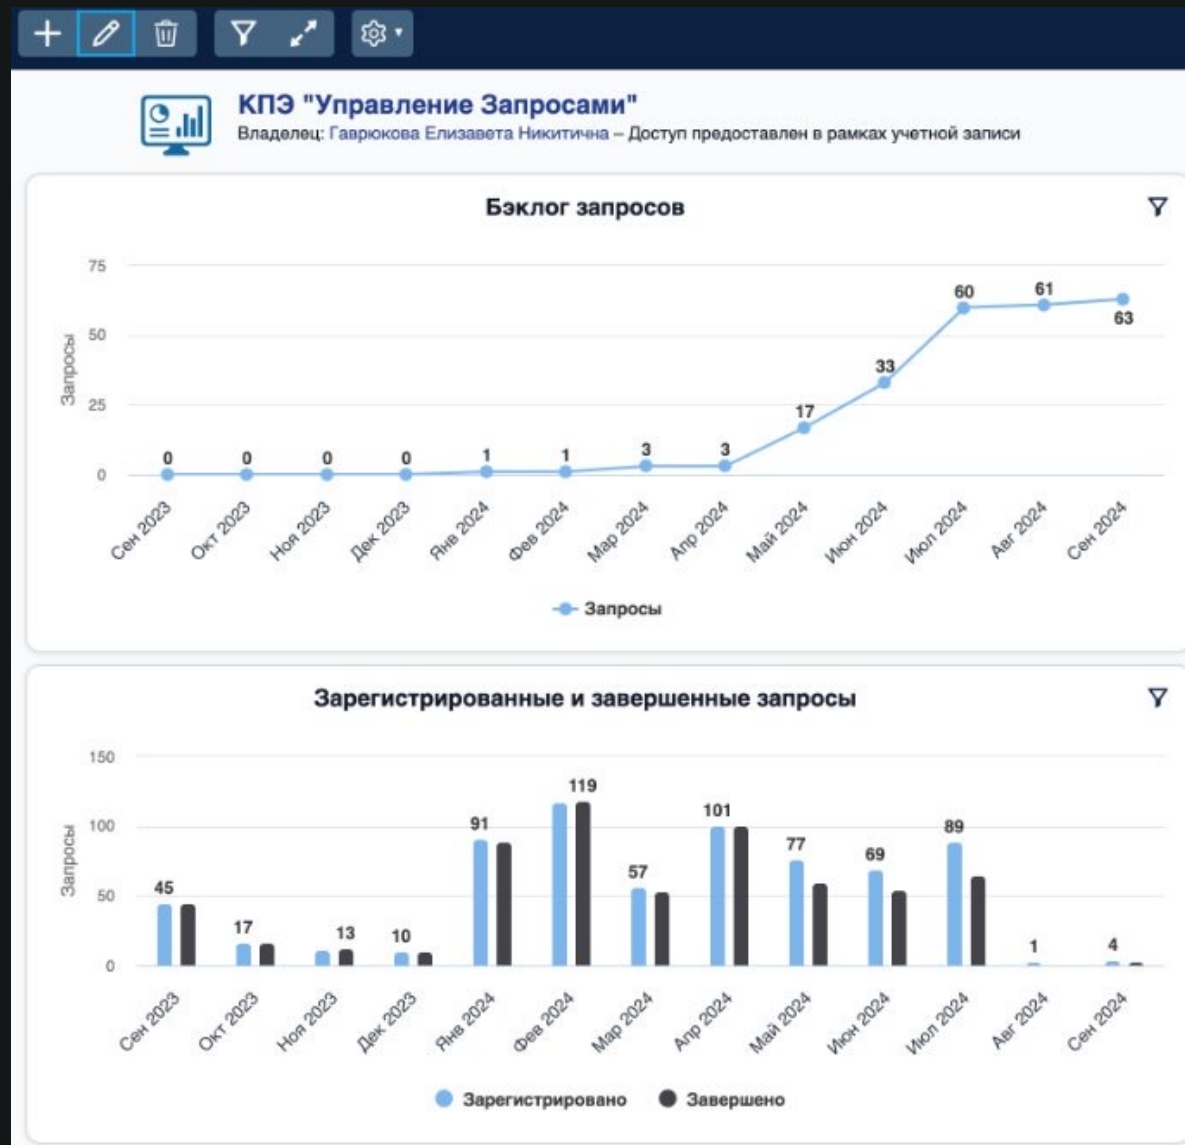 КПЭ "Управление Запросами"
Владелец: Гаврюкова Елизавета Никитична – Доступ предоставлен в рамках учетной записи
Бэклог запросов
Запросы
75
50
25
0
0
0
0
0
1
1
3
3
17
33
60
61
63
Сен 2023
Окт 2023
Ноя 2023
Дек 2023
Янв 2024
Фев 2024
Мар 2024
Апр 2024
Май 2024
Июн 2024
Июл 2024
Авг 2024
Сен 2024
Запросы
Зарегистрированные и завершенные запросы
Запросы
150
100
50
0
45
17
13
10
91
119
57
101
77
69
89
1
4
Сен 2023
Окт 2023
Ноя 2023
Дек 2023
Янв 2024
Фев 2024
Мар 2024
Апр 2024
Май 2024
Июн 2024
Июл 2024
Авг 2024
Сен 2024
Зарегистрировано
Завершено